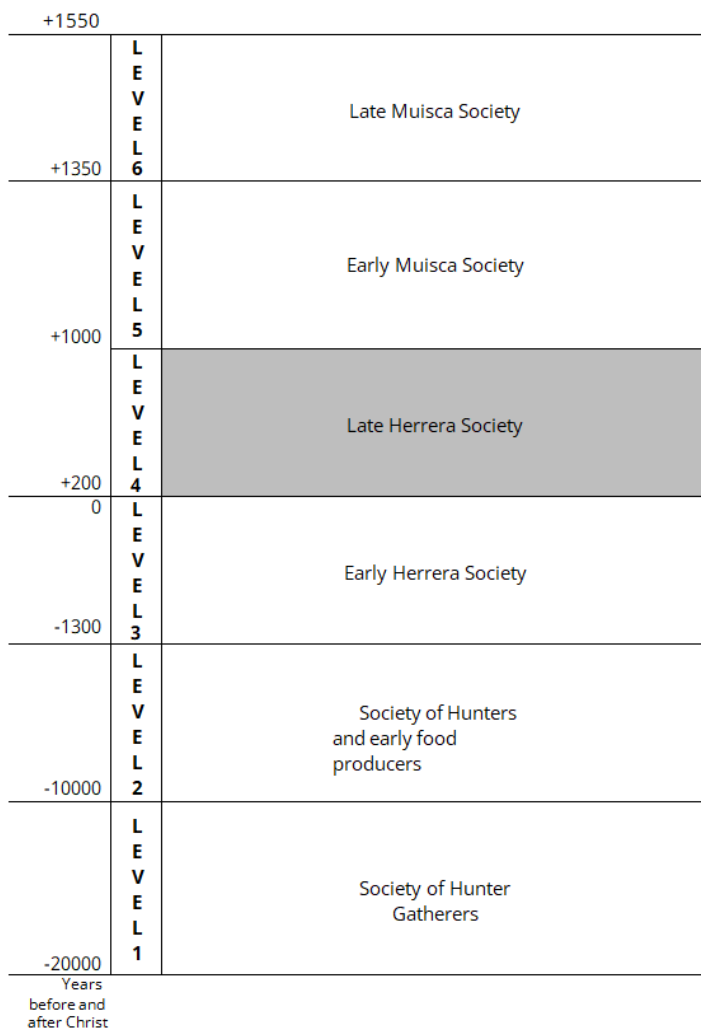 +1550
L
E
V
E
L
6
Late Muisca Society
+1350
L
E
V
E
L
5
Early Muisca Society
+1000
L
E
V
E
L
4
Late Herrera Society
+200
0
L
E
V
E
L
3
Early Herrera Society
-1300
L
E
V
E
L
2
Society of Hunters
and early food
producers
-10000
L
E
V
E
L
1
Society of Hunter
Gatherers
-20000
Years
before and
after Christ